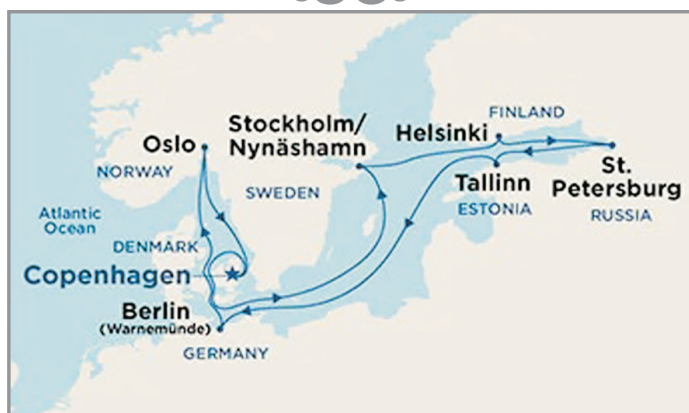 Oslo
NORWAY
Stockholm/
Nynäshamn
Helsinki
FINLAND
SWEDEN
Tallinn
ESTONIA
St.
Petersburg
RUSSIA
Atlantic
Ocean
DENMARK
Copenhagen
Berlin
(Warnemünde)
GERMANY